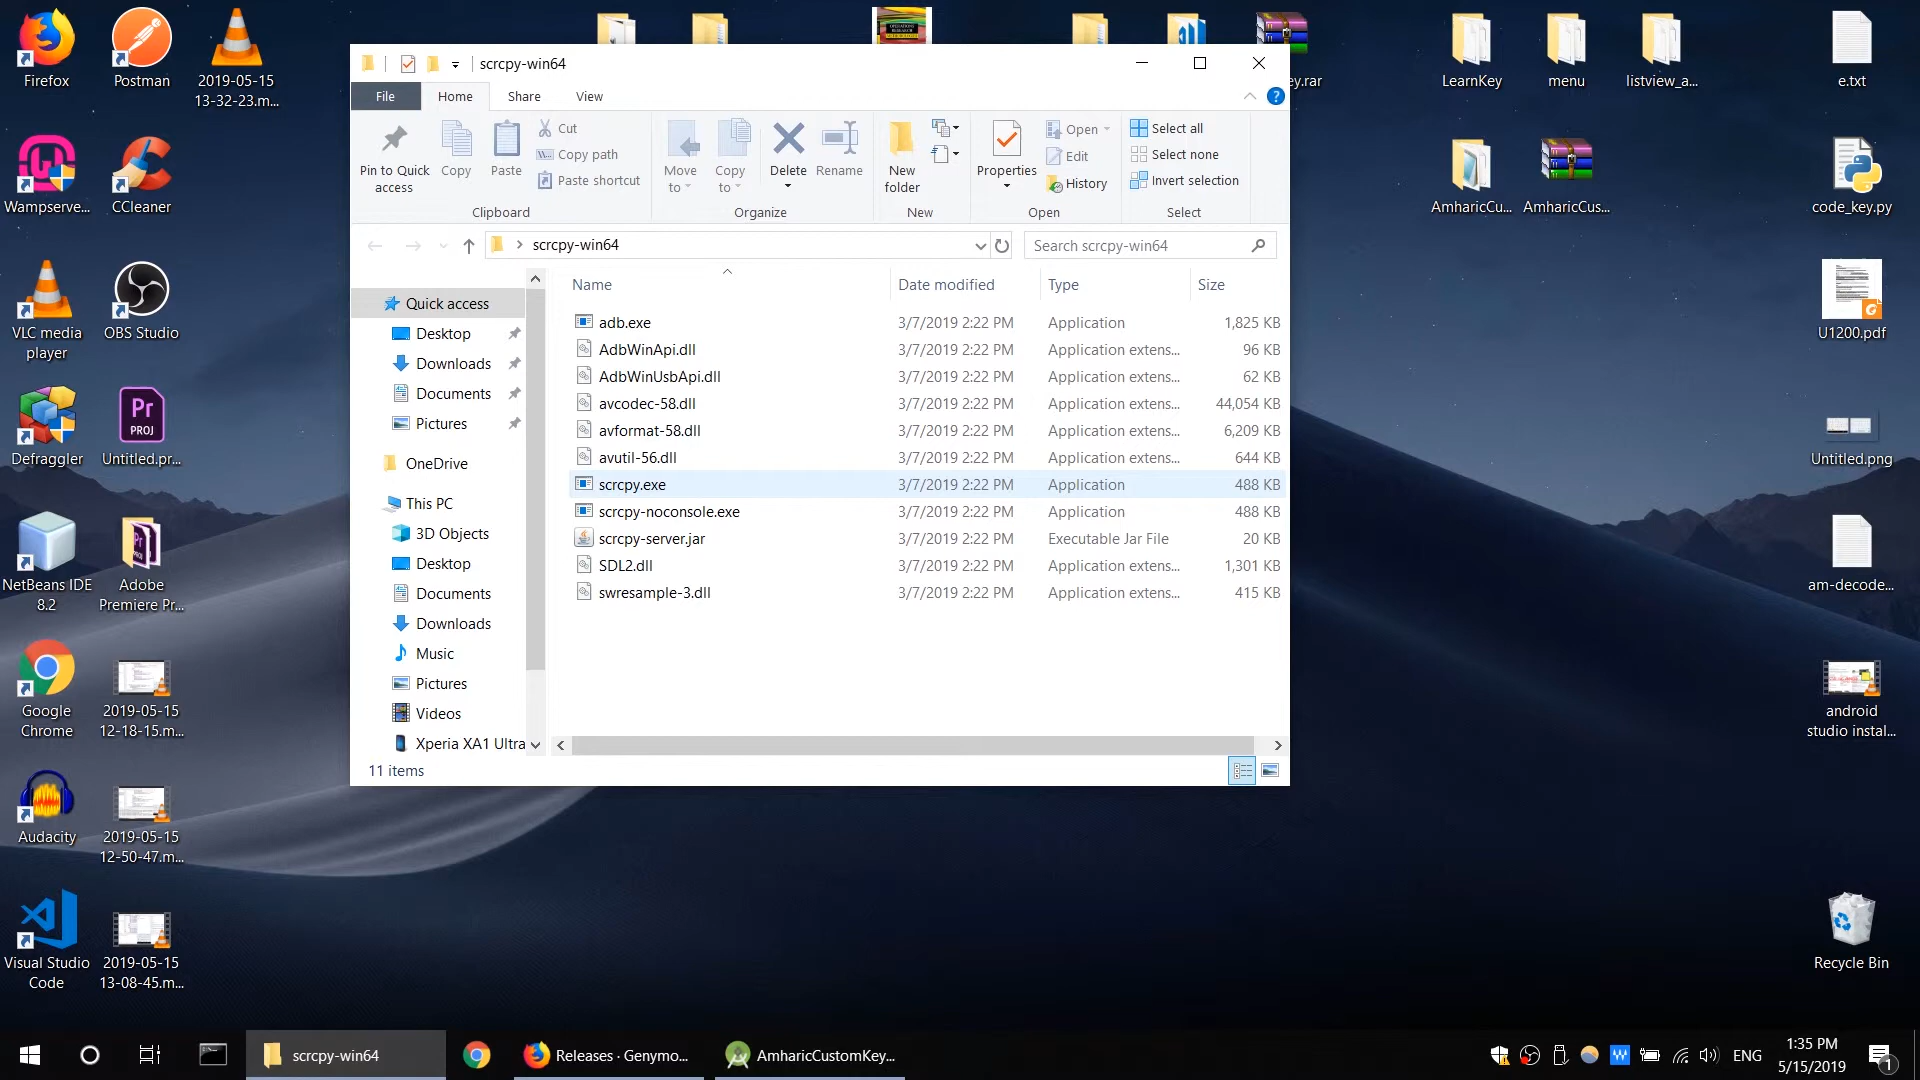 Firefox
Postman
2019-05-15
13-32-23.m...
Wampserve...
CCleaner
VLC media
player
OBS Studio
Defraggler
Untitled.pr...
PROJ
NetBeans IDE
8.2
Adobe
Premiere Pr...
Google
Chrome
2019-05-15
12-18-15.m...
Audacity
2019-05-15
12-50-47.m...
Visual Studio
Code
2019-05-15
13-08-45.m...
scrcpy-win64
File
Home
Share
View
Pin to Quick
access
Copy
Paste
Cut
Copy path
Paste shortcut
Clipboard
Move
to
Copy
to
Delete
Rename
Organize
New
folder
New
Properties
Open
Edit
History
Open
Select all
Select none
Invert selection
Select
scrcpy-win64
Search scrcpy-win64
Quick access
Desktop
Downloads
Documents
Pictures
OneDrive
This PC
3D Objects
Desktop
Documents
Downloads
Music
Pictures
Videos
Xperia XA1 Ultra
Name Date modified Type Size
adb.exe 3/7/2019 2:22 PM Application 1,825 KB
AdbWinApi.dll 3/7/2019 2:22 PM Application extens... 96 KB
AdbWinUsbApi.dll 3/7/2019 2:22 PM Application extens... 62 KB
avcodec-58.dll 3/7/2019 2:22 PM Application extens... 44,054 KB
avformat-58.dll 3/7/2019 2:22 PM Application extens... 6,209 KB
avutil-56.dll 3/7/2019 2:22 PM Application extens... 644 KB
scrcpy.exe 3/7/2019 2:22 PM Application 488 KB
scrcpy-noconsole.exe 3/7/2019 2:22 PM Application 488 KB
scrcpy-server.jar 3/7/2019 2:22 PM Executable Jar File 20 KB
SDL2.dll 3/7/2019 2:22 PM Application extens... 1,301 KB
swresample-3.dll 3/7/2019 2:22 PM Application extens... 415 KB
11 items
ey.rar
LearnKey
menu
listview_a...
e.txt
AmharicCu...
AmharicCus...
code_key.py
U1200.pdf
Untitled.png
am-decode...
android
studio instal...
Recycle Bin
scrcpy-win64
Releases · Genymo...
AmharicCustomKey...
ENG
1:35 PM
5/15/2019
1